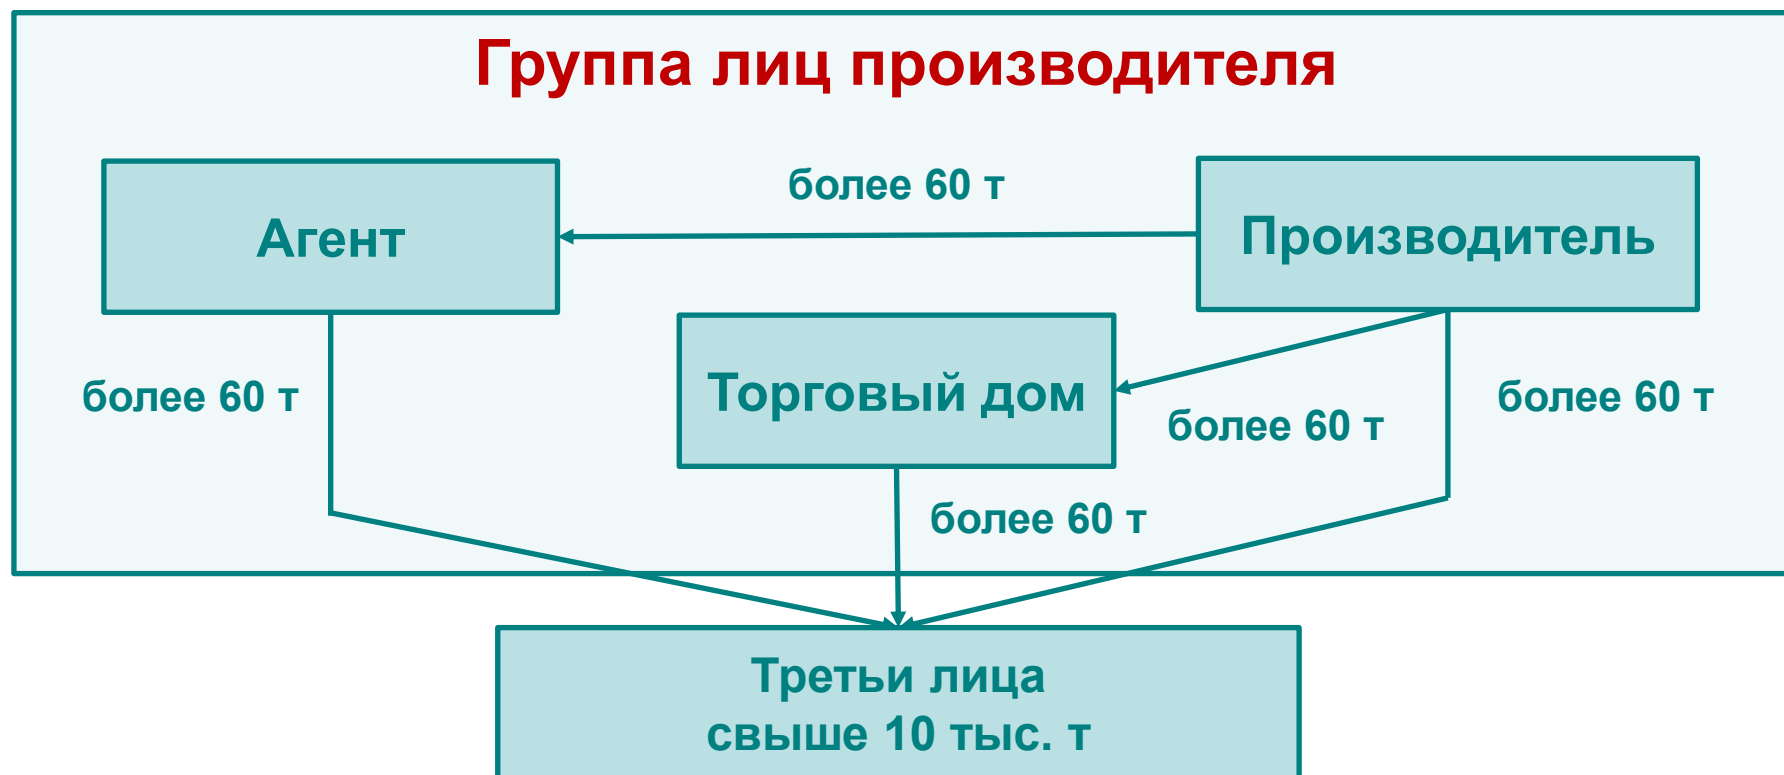 Группа лиц производителя
более 60 т
Агент
Производитель
Торговый дом
более 60 т
более 60 т
более 60 т
более 60 т
Третьи лица
свыше 10 тыс. т